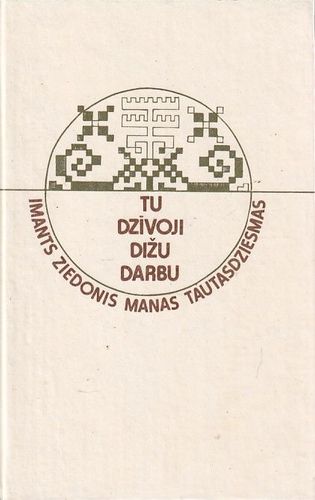 TU
DZĪVOJI
DIŽU
DARBU
IMANTS ZIEDONIS MANAS TAUTASDZIESMAS